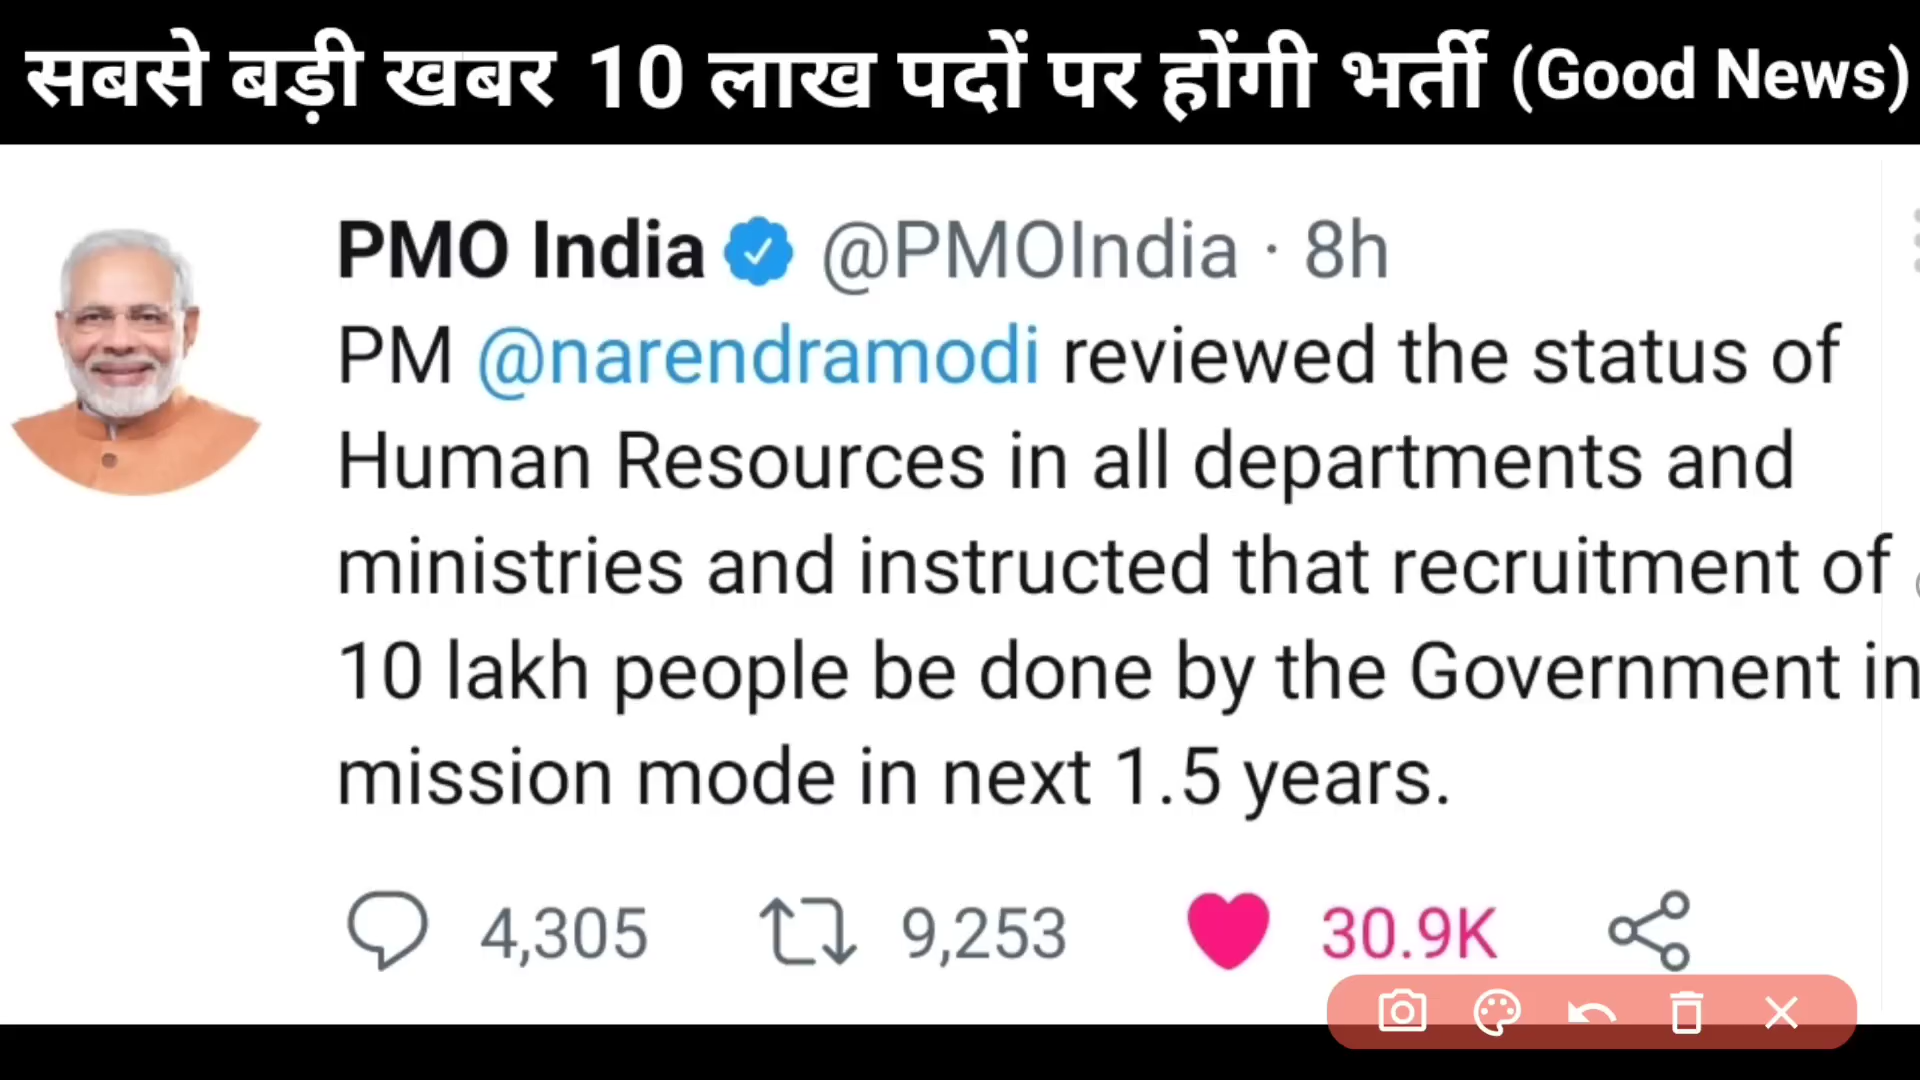 सबसे बड़ी खबर 10 लाख पदों पर होंगी भर्ती (Good News)
PMO India @PMOIndia · 8h
PM @narendramodi reviewed the status of
Human Resources in all departments and
ministries and instructed that recruitment of
10 lakh people be done by the Government in
mission mode in next 1.5 years.
4,305 9,253 30.9K